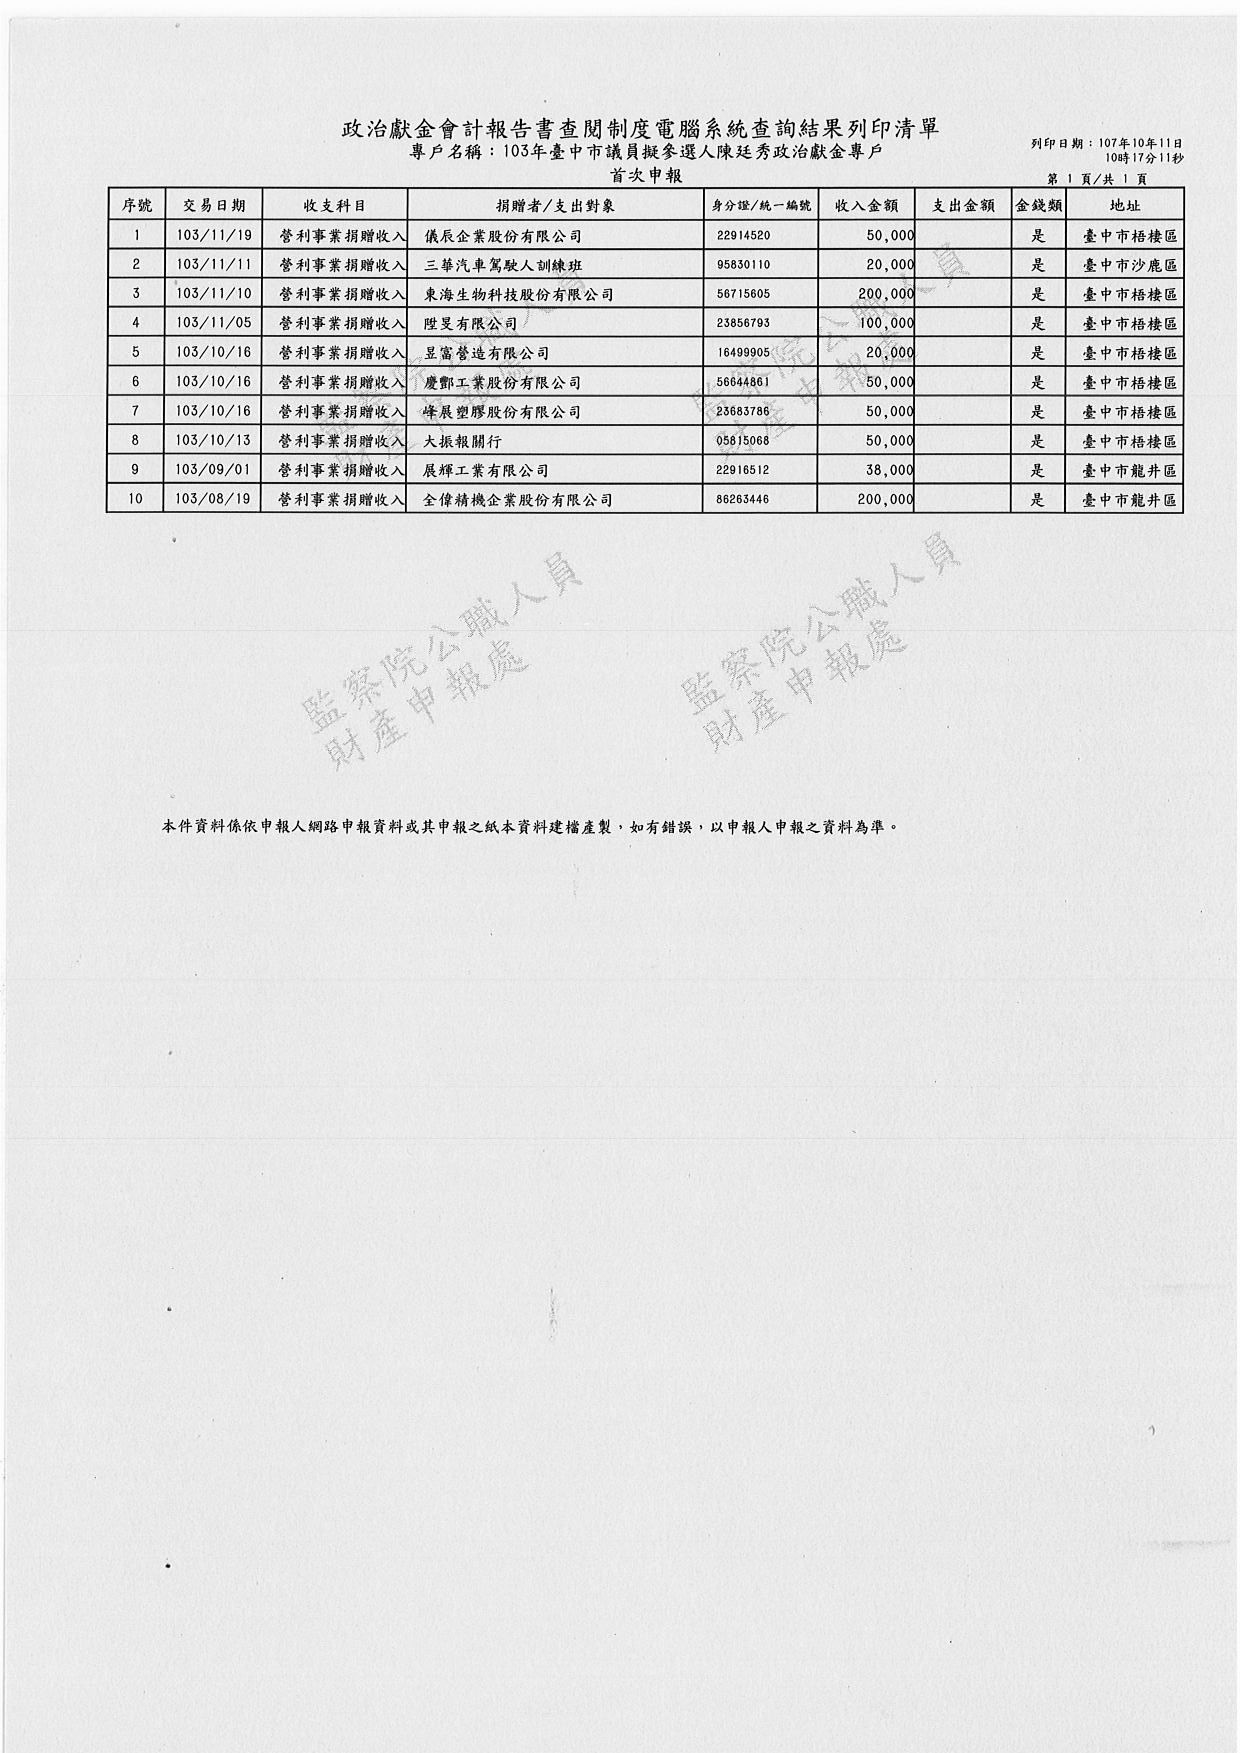 政治獻金會計報告書查閱制度電腦系統查詢結果列印清單
專戶名稱：103年臺中市議員擬參選人陳廷秀政治獻金專戶
首次申報
列印日期：107年10年11日
10時17分11秒
第 1 頁/共 1 頁
序號 交易日期 收支科目 捐贈者/支出對象 身分證/統一編號 收入金額 支出金額 金錢類 地址
1 103/11/19 營利事業捐贈收入 儀辰企業股份有限公司 22914520 50,000 是 臺中市梧棲區
2 103/11/11 營利事業捐贈收入 三華汽車駕駛人訓練班 95830110 20,000 是 臺中市沙鹿區
3 103/11/10 營利事業捐贈收入 東海生物科技股份有限公司 56715605 200,000 是 臺中市梧棲區
4 103/11/05 營利事業捐贈收入 陞旻有限公司 23856793 100,000 是 臺中市梧棲區
5 103/10/16 營利事業捐贈收入 昱富營造有限公司 16499905 20,000 是 臺中市梧棲區
6 103/10/16 營利事業捐贈收入 慶酆工業股份有限公司 56644861 50,000 是 臺中市梧棲區
7 103/10/16 營利事業捐贈收入 峰展塑膠股份有限公司 23683786 50,000 是 臺中市梧棲區
8 103/10/13 營利事業捐贈收入 大振報關行 05815068 50,000 是 臺中市梧棲區
9 103/09/01 營利事業捐贈收入 展輝工業有限公司 22916512 38,000 是 臺中市龍井區
10 103/08/19 營利事業捐贈收入 全偉精機企業股份有限公司 86263446 200,000 是 臺中市龍井區
監察院公職人員
財產申報處
監察院公職人員
財產申報處
監察院公職人員
財產申報處
監察院公職人員
財產申報處
本件資料係依申報人網路申報資料或其申報之紙本資料建檔產製，如有錯誤，以申報人申報之資料為準。